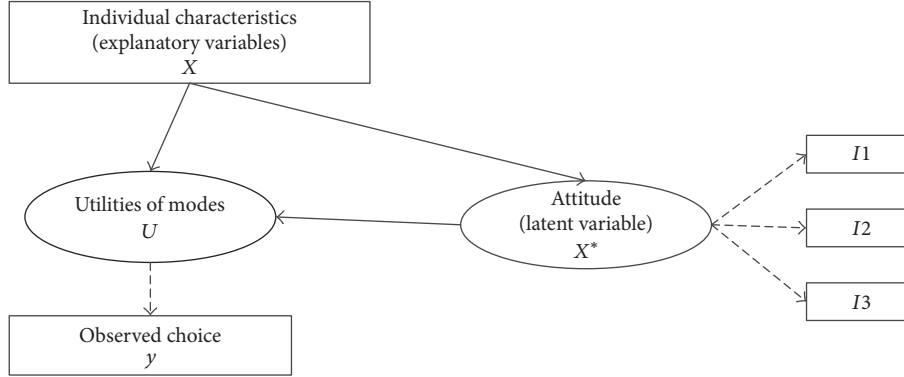 Individual characteristics
(explanatory variables)
X
Utilities of modes
U
Attitude
(latent variable)
X*
I1
I2
I3
Observed choice
y